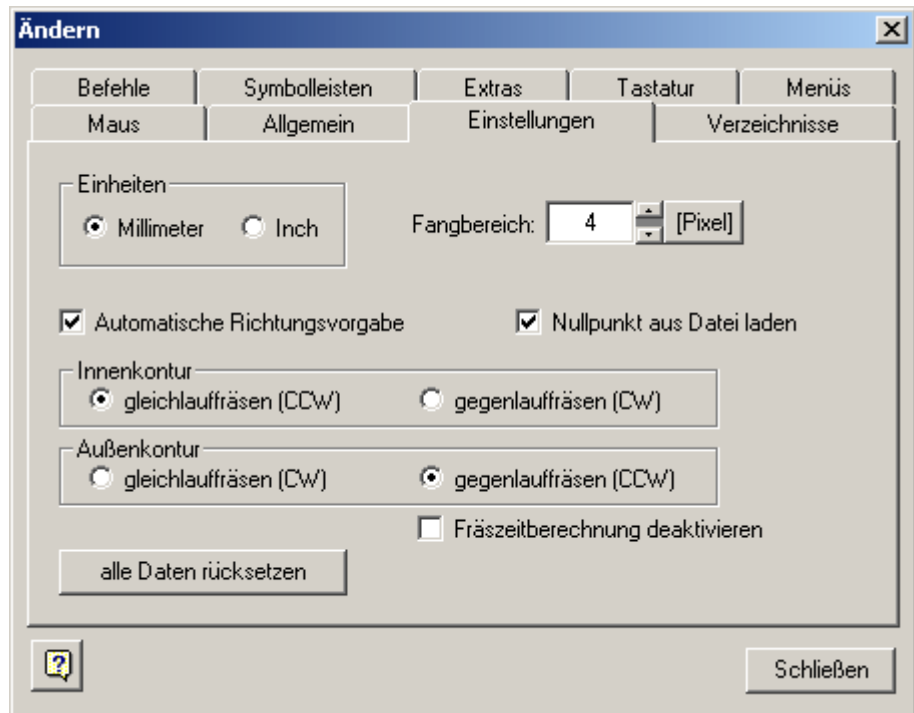 Ändern
Befehle Symbolleisten Extras Tastatur Menüs
Maus Allgemein Einstellungen Verzeichnisse
Einheiten
Millimeter Inch Fangbereich: 4 [Pixel]
Automatische Richtungsvorgabe Nullpunkt aus Datei laden
Innenkontur
gleichlauffräsen (CCW) gegenlauffräsen (CW)
Außenkontur
gleichlauffräsen (CW) gegenlauffräsen (CCW)
Fräszeitberechnung deaktivieren
alle Daten rücksetzen
?
Schließen